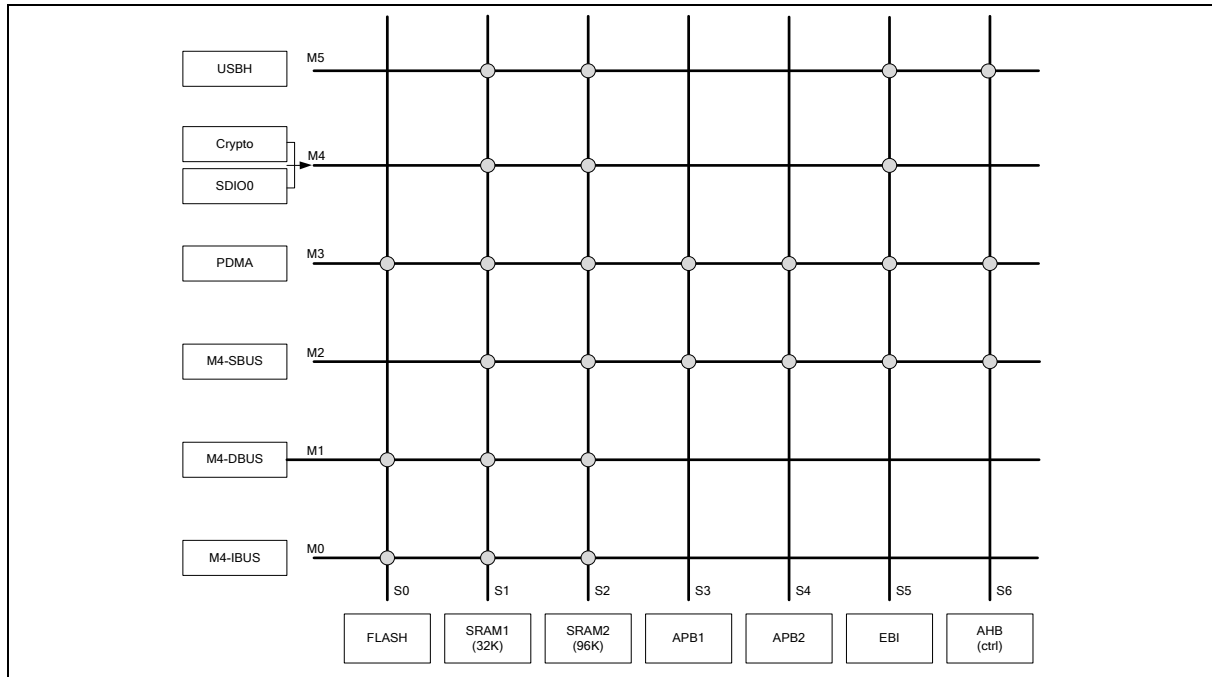 M5
USBH
Crypto
M4
SDIO0
M3
PDMA
M2
M4-SBUS
M1
M4-DBUS
M0
M4-IBUS
S0
S1
S2
S3
S4
S5
S6
FLASH
SRAM1
(32K)
SRAM2
(96K)
APB1
APB2
EBI
AHB
(ctrl)